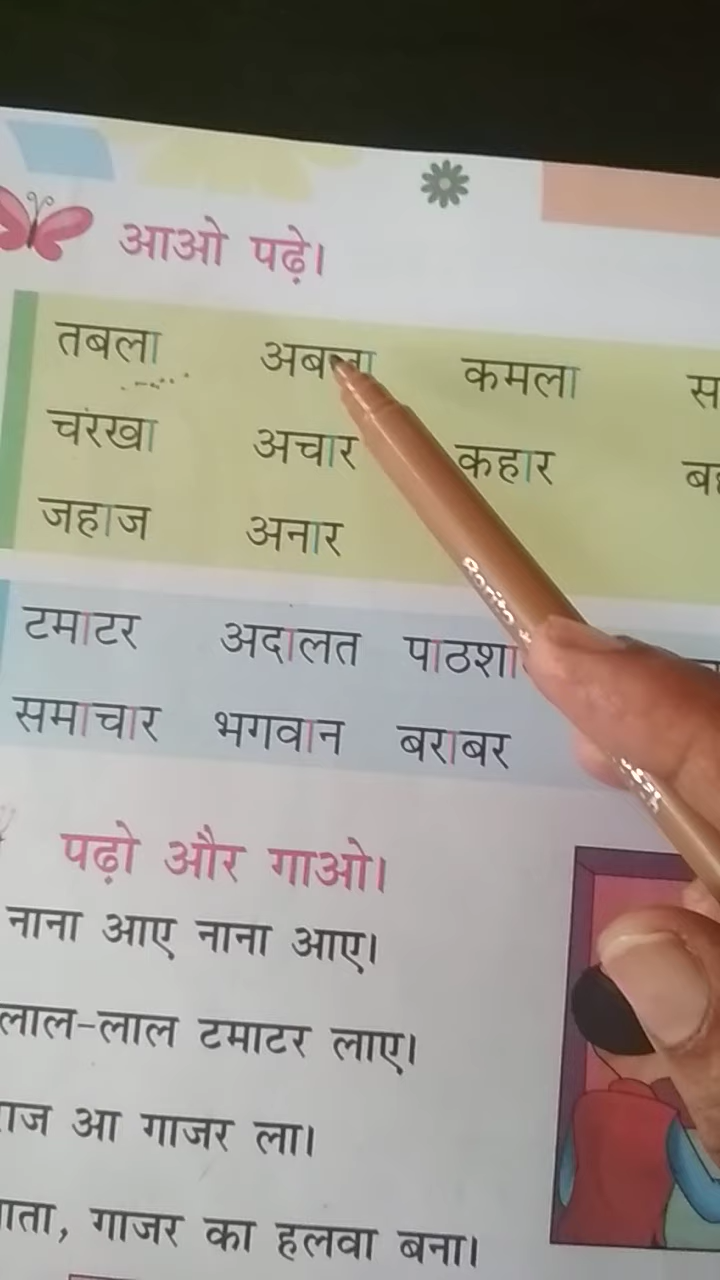 आओ पढ़े।
तबला अबला कमला
चरखा अचार कहार
जहाज अनार
टमाटर अदालत
समाचार भगवान बराबर
पढ़ो और गाओ।
नाना आए नाना आए।
लाल-लाल टमाटर लाए।
आ गाजर ला।
गाजर का हलवा बना।